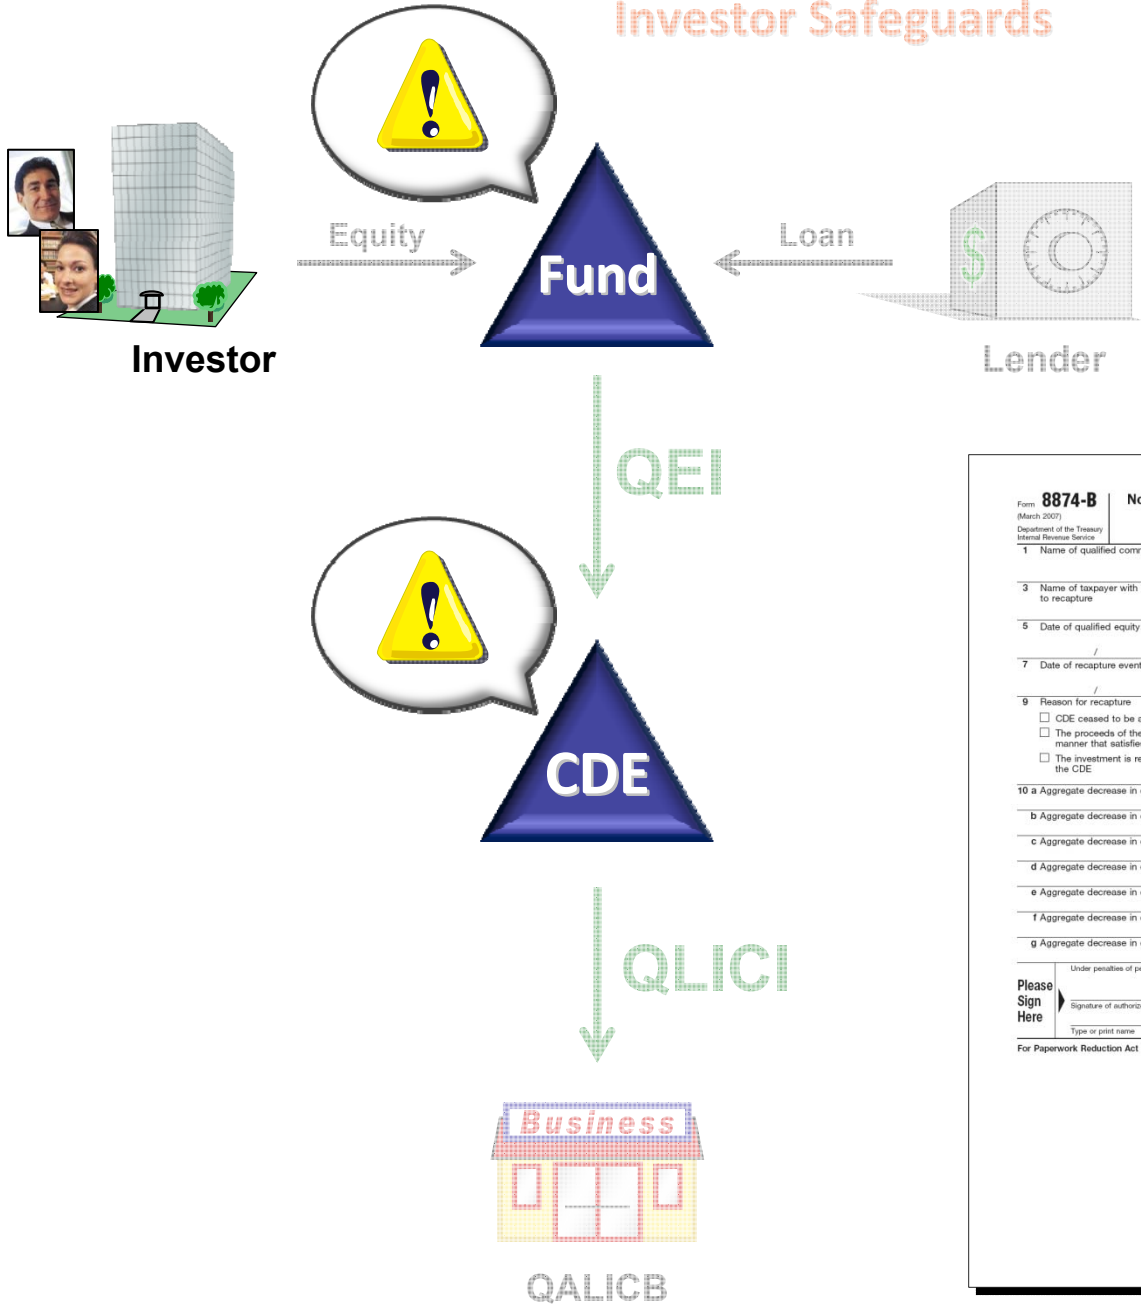 Investor Safeguards
Equity
Loan
Fund
Investor
Lender
QEI
CDE
QLICI
Business
QALICB
Form 8874-B
(March 2007)
Department of the Treasury
Internal Revenue Service
1 Name of qualified
3 Name of taxpayer with
to recapture
5 Date of qualified equity
/
7 Date of recapture event
/
9 Reason for recapture
CDE ceased to be
The proceeds of the
manner that
The investment is
the CDE
10 a Aggregate decrease in
b Aggregate decrease in
c Aggregate decrease in
d Aggregate decrease in
e Aggregate decrease in
f Aggregate decrease in
g Aggregate decrease in
Please
Sign
Here
Under penalties of
Signature of
Type or print name
For Paperwork Reduction Act